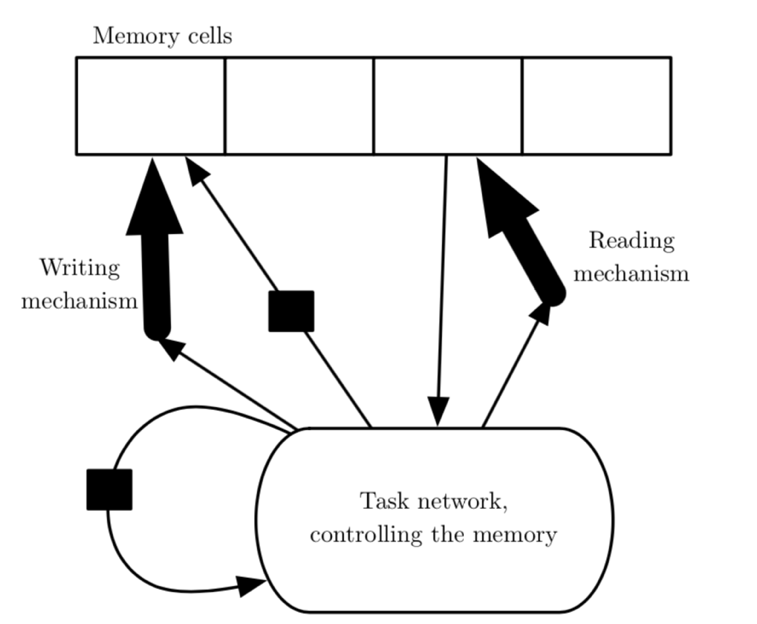 Memory cells
Writing
mechanism
Reading
mechanism
Task network,
controlling the memory